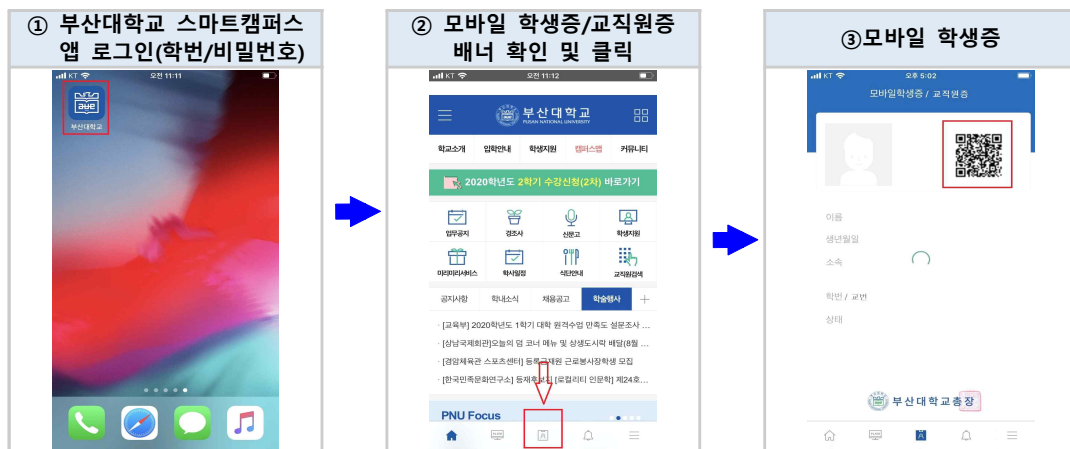 ① 부산대학교 스마트캠퍼스
앱 로그인(학번/비밀번호)
KT 오전 11:11
부산대학교
② 모바일 학생증/교직원증
배너 확인 및 클릭
KT 오전 11:12
부산대학교
PUSAN NATIONAL UNIVERSITY
학교소개 입학안내 학생지원 캠퍼스맵 커뮤니티
2020학년도 2학기 수강신청(2차) 바로가기
업무공지 경조사 신문고 학생지원
미리미리서비스 학사일정 식단안내 교직원검색
공지사항 학내소식 채용공고 학술행사
· [교육부] 2020학년도 1학기 대학 원격수업 만족도 설문조사 ...
· [상남국제회관]오늘의 덤 코너 메뉴 및 상생도시락 배달(8월 ...
· [경암체육관 스포츠센터] 등록금재원 근로봉사장학생 모집
· [한국민족문화연구소] 등재후보지 [로컬리티 인문학] 제24호...
PNU Focus
③모바일 학생증
KT 오후 5:02
모바일학생증 / 교직원증
이름
생년월일
소속
학번 / 교번
상태
부산대학교총장